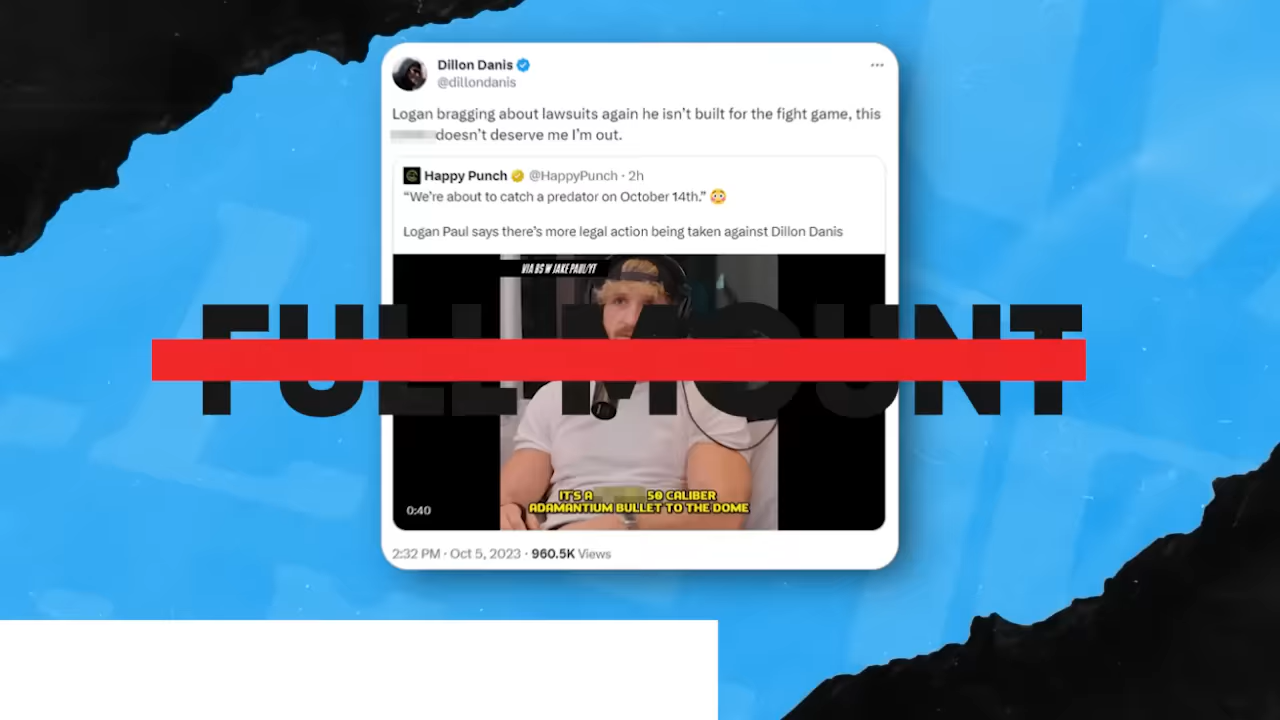 Dillon Danis
@dillondanis
Logan bragging about lawsuits again he isn't built for the fight game, this
doesn't deserve me I'm out.
Happy Punch @HappyPunch · 2h
“We're about to catch a predator on October 14th.” 😳
Logan Paul says there's more legal action being taken against Dillon Danis
VIA BS W JAKE PAUL/YT
FULL MOUNT
IT'S A 50 CALIBER
ADAMANTIUM BULLET TO THE DOME
0:40
2:32 PM · Oct 5, 2023 · 960.5K Views